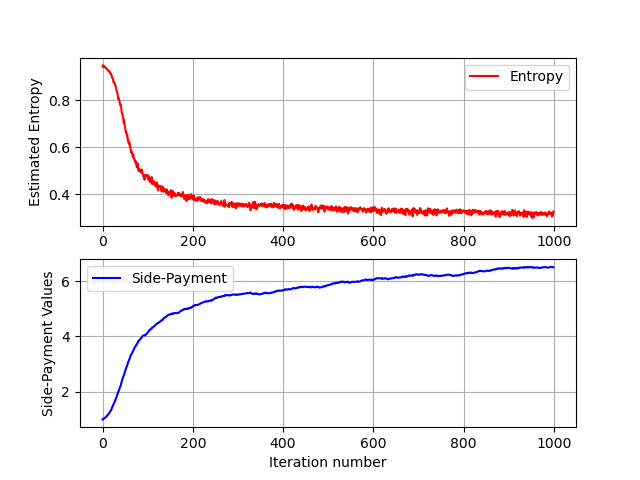 Entropy
Estimated Entropy
0.8
0.6
0.4
0 200 400 600 800 1000
Side-Payment
Side-Payment Values
6
4
2
0 200 400 600 800 1000
Iteration number